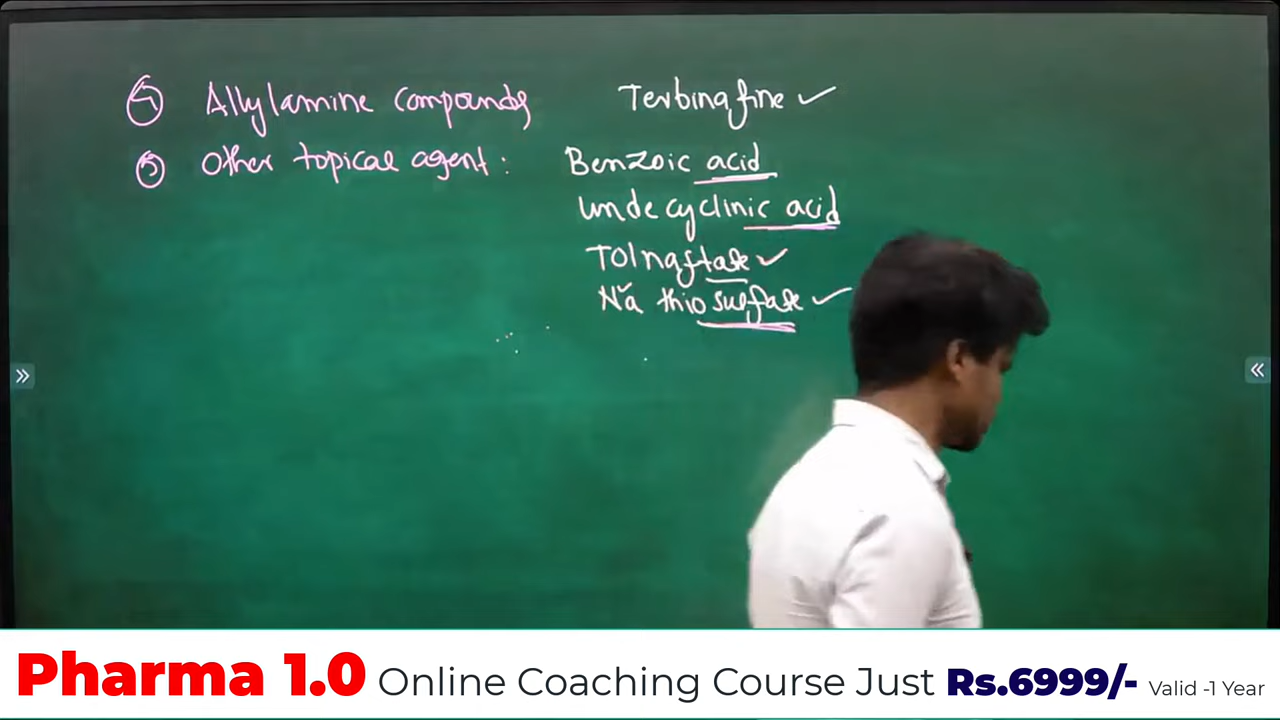 ④ Allylamine compounds Terbinafine ✓
⑤ Other topical agent : Benzoic acid
undecyclinic acid
Tolnaftate ✓
Na thiosulfate ✓
Pharma 1.0 Online Coaching Course Just Rs.6999/- Valid -1 Year